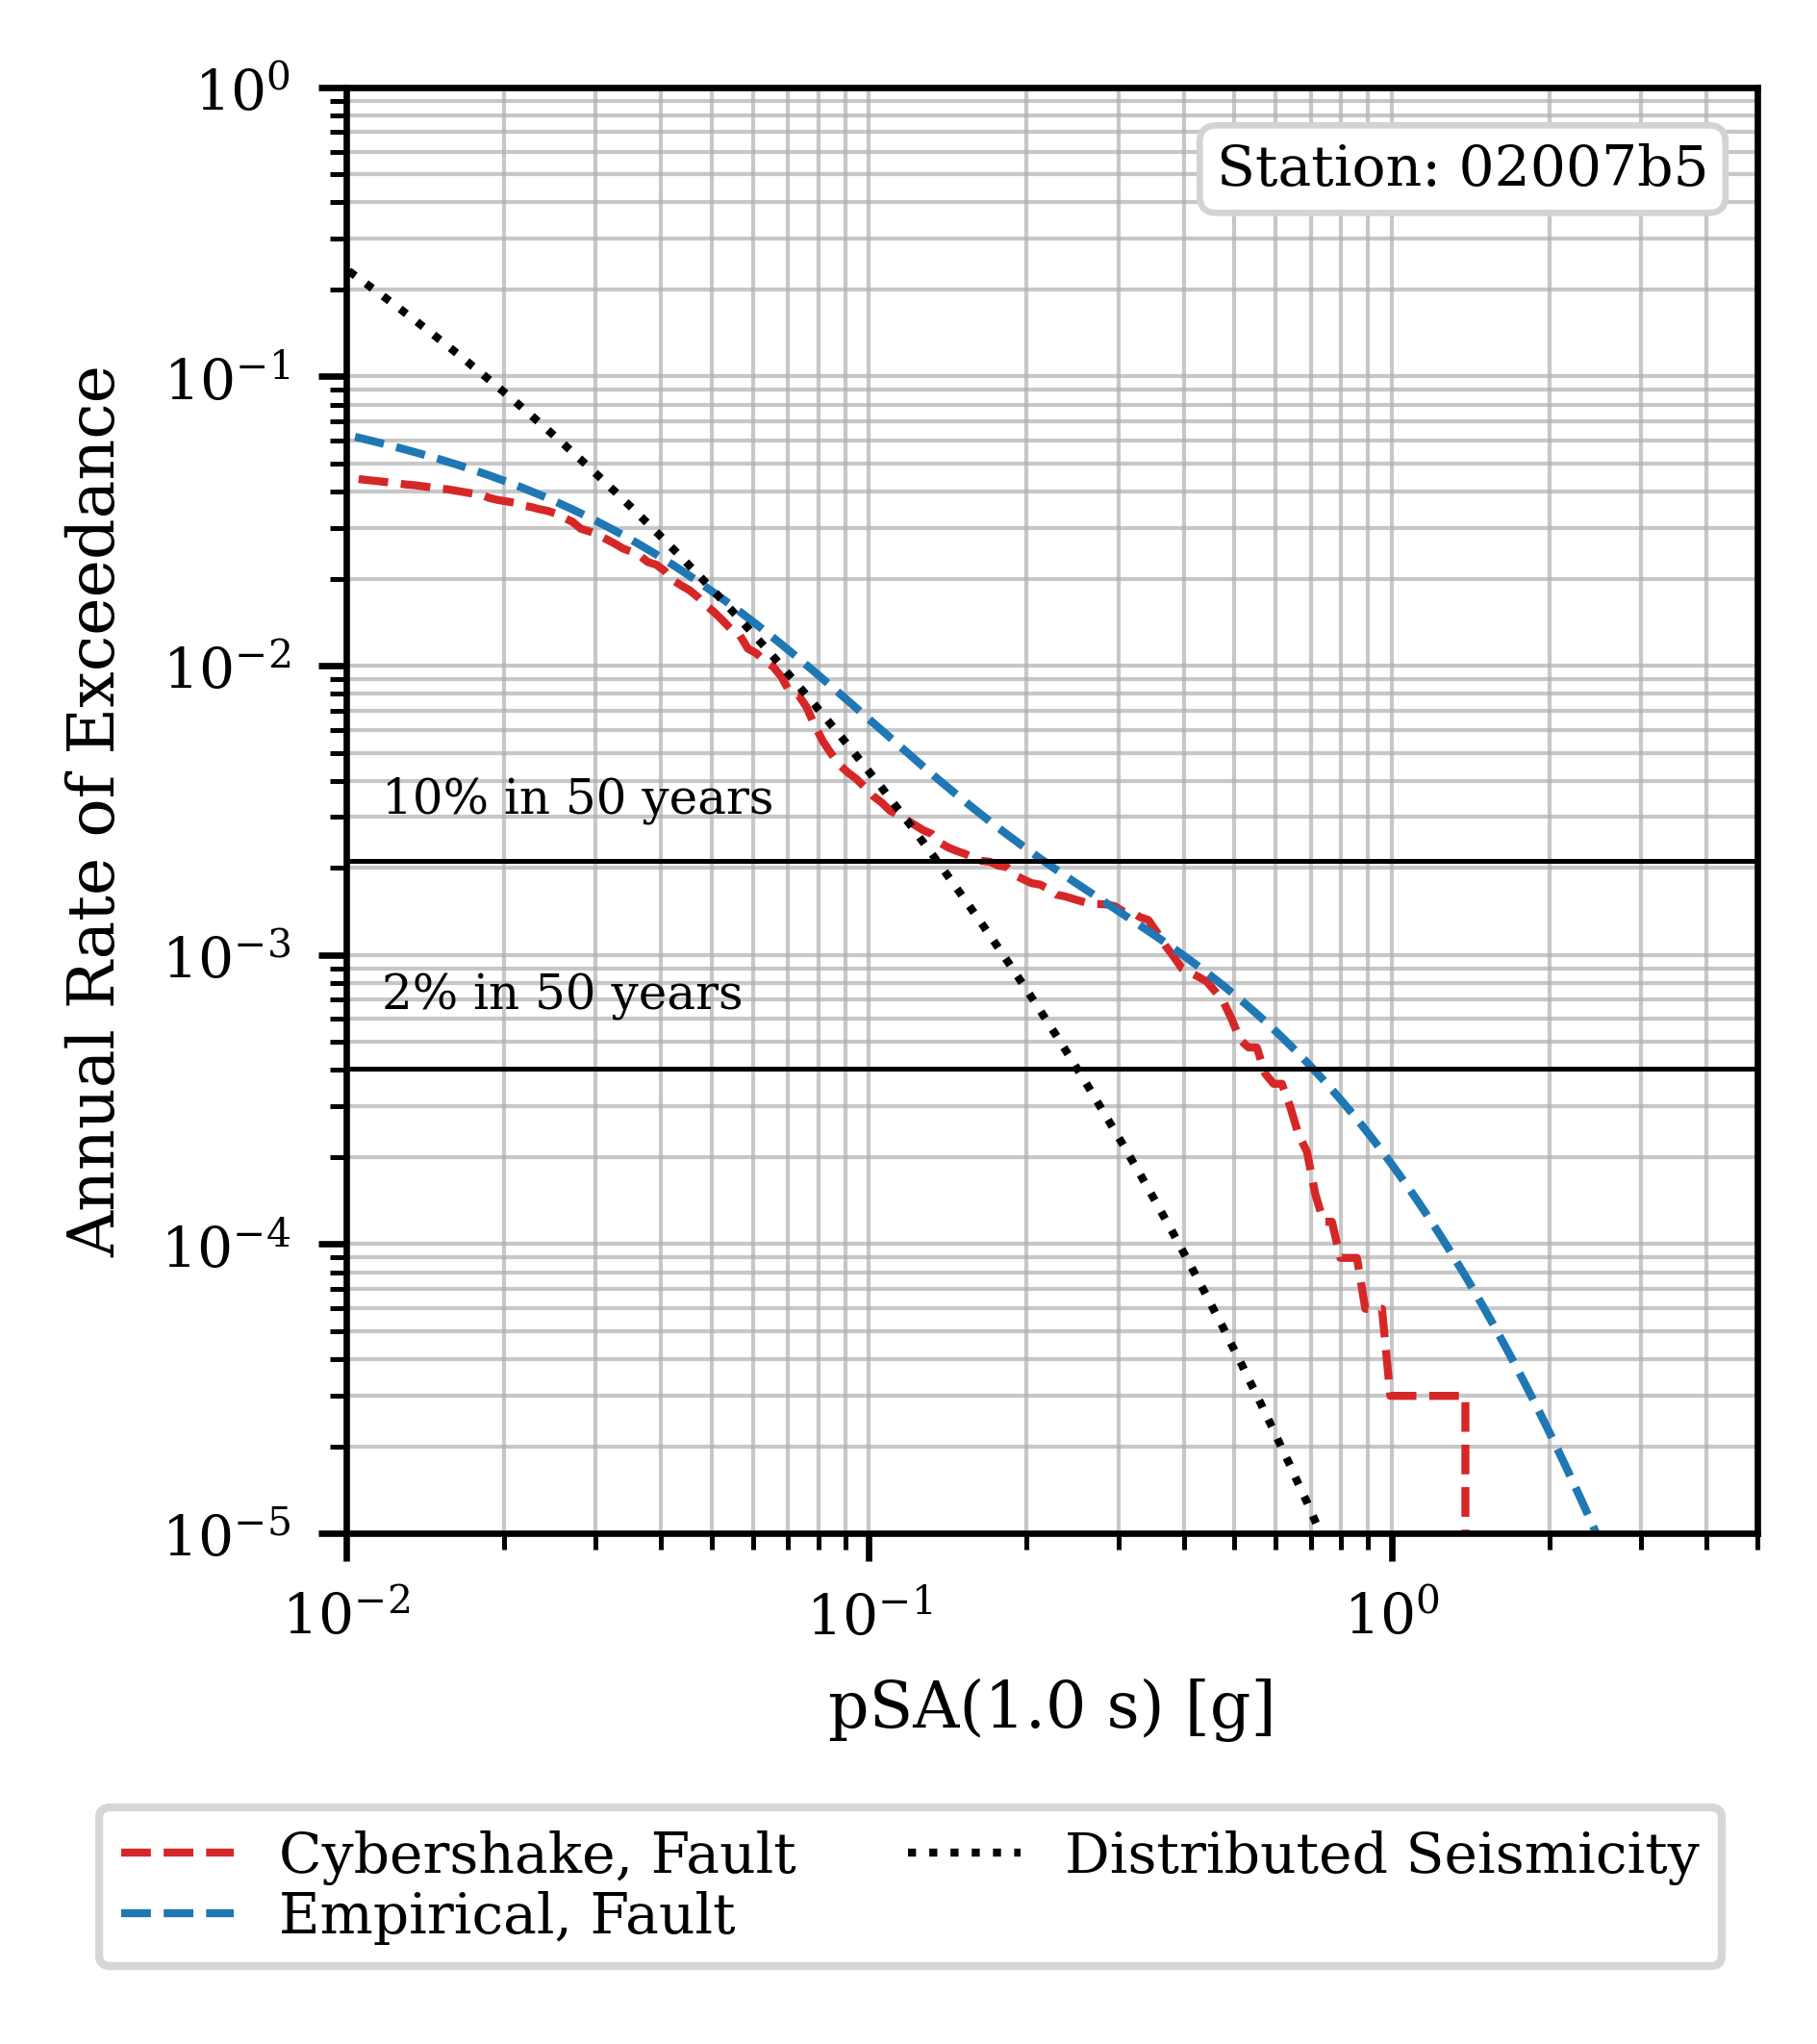 10⁰
Station: 02007b5
10⁻¹
10⁻²
10% in 50 years
10⁻³
2% in 50 years
10⁻⁴
10⁻⁵
Annual Rate of Exceedance
10⁻² 10⁻¹ 10⁰
pSA(1.0 s) [g]
Cybershake, Fault
Empirical, Fault
Distributed Seismicity